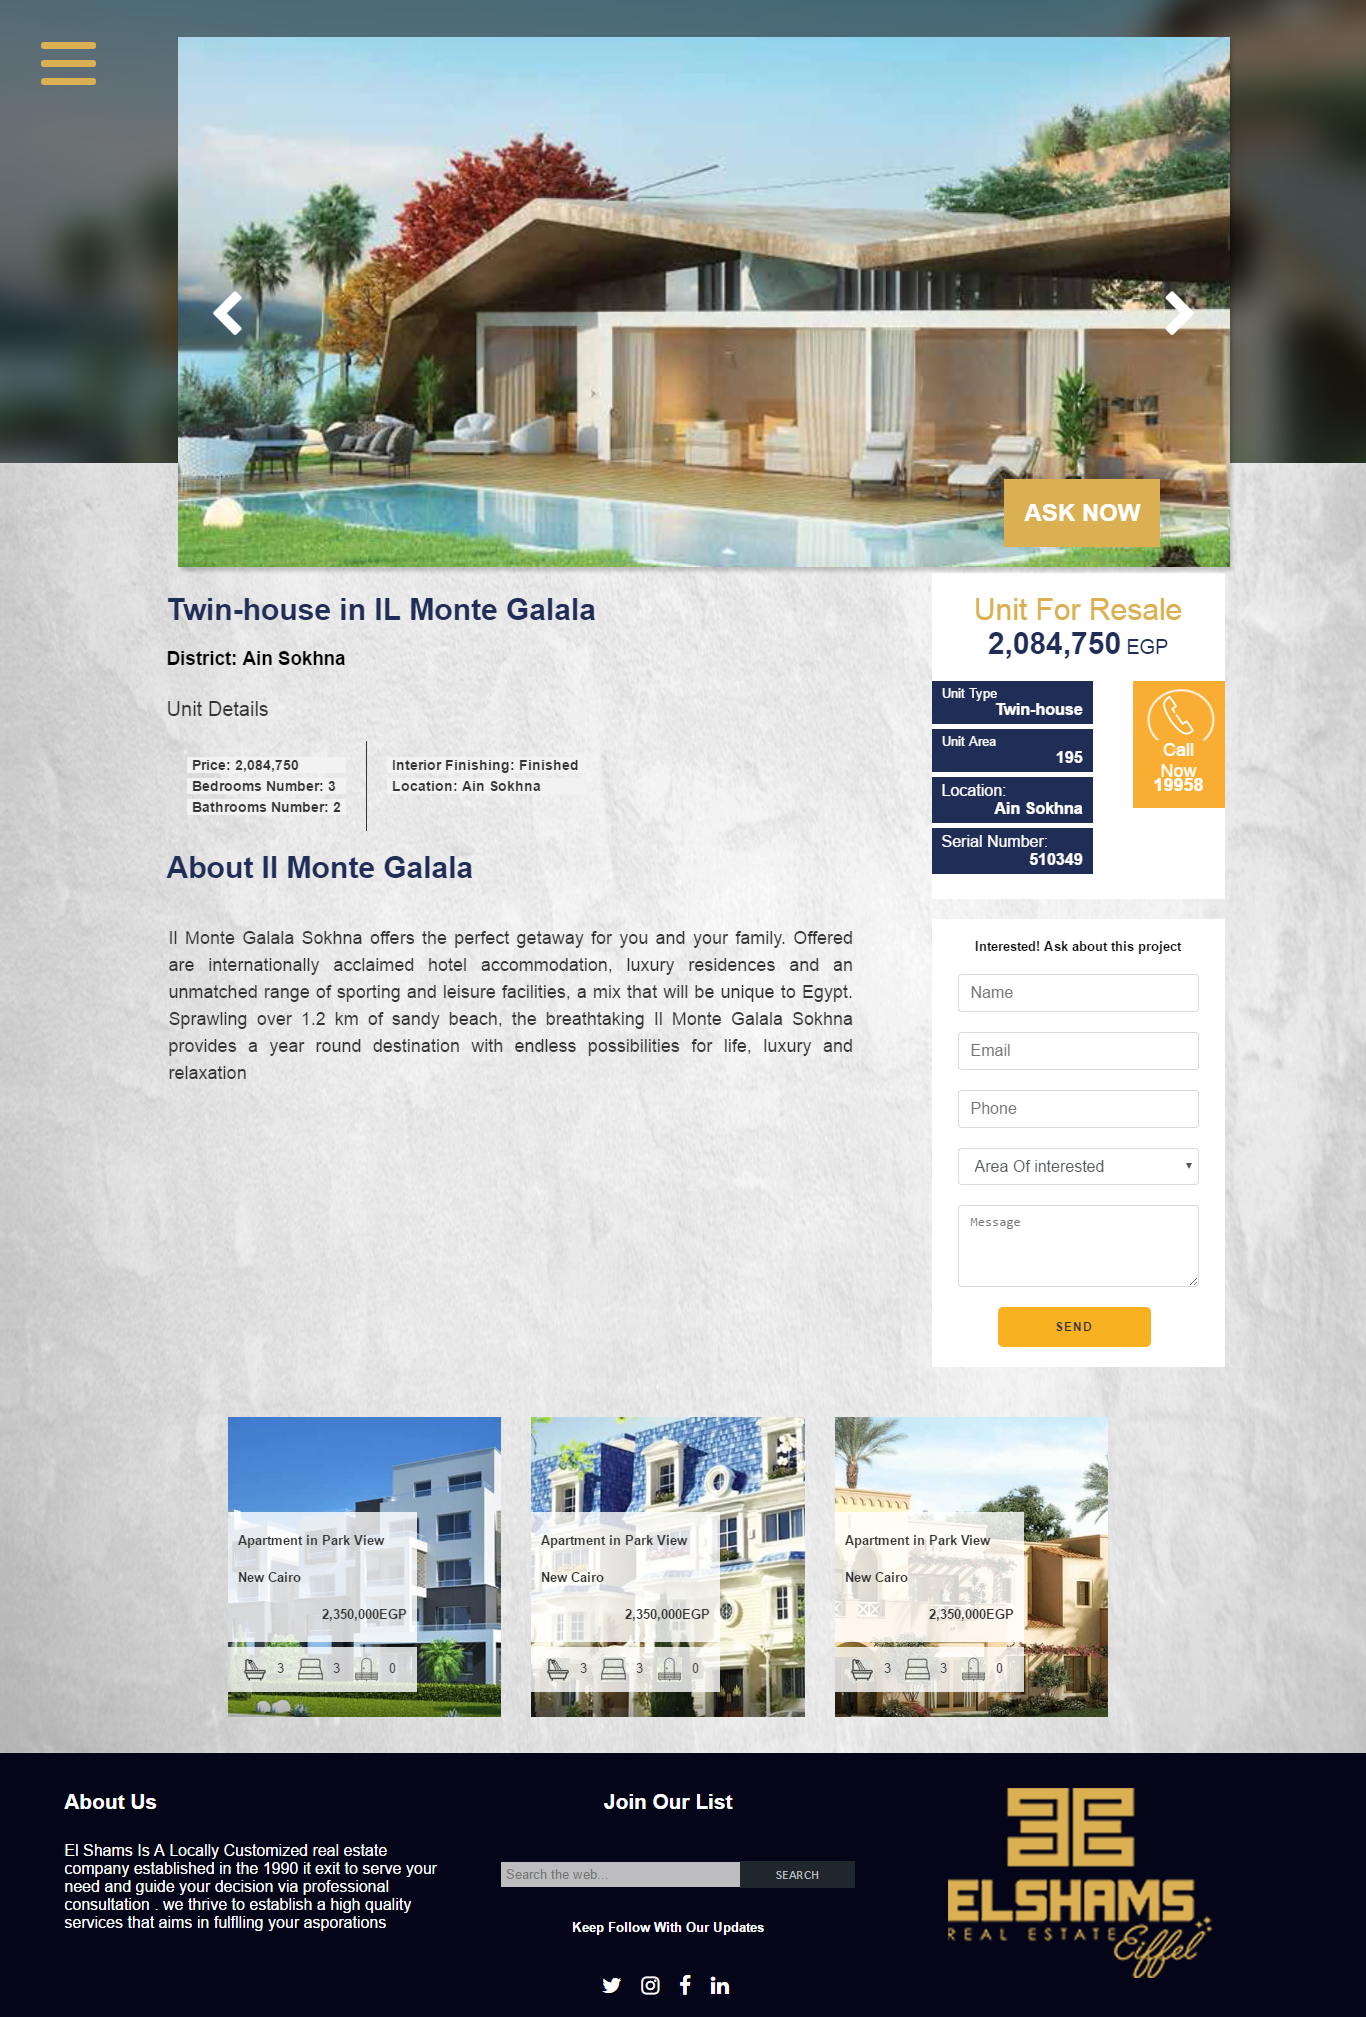 ASK NOW
Twin-house in IL Monte Galala
District: Ain Sokhna
Unit Details
Price: 2,084,750
Bedrooms Number: 3
Bathrooms Number: 2
Interior Finishing: Finished
Location: Ain Sokhna
About Il Monte Galala
Il Monte Galala Sokhna offers the perfect getaway for you and your family. Offered
are internationally acclaimed hotel accommodation, luxury residences and an
unmatched range of sporting and leisure facilities, a mix that will be unique to Egypt.
Sprawling over 1.2 km of sandy beach, the breathtaking Il Monte Galala Sokhna
provides a year round destination with endless possibilities for life, luxury and
relaxation
Unit For Resale
2,084,750 EGP
Unit Type
Twin-house
Unit Area
195
Location:
Ain Sokhna
Serial Number:
510349
Call
Now
19958
Interested! Ask about this project
Name
Email
Phone
Area Of interested
Message
SEND
Apartment in Park View
New Cairo
2,350,000EGP
3 3 0
Apartment in Park View
New Cairo
2,350,000EGP
3 3 0
Apartment in Park View
New Cairo
2,350,000EGP
3 3 0
About Us
El Shams Is A Locally Customized real estate
company established in the 1990 it exit to serve your
need and guide your decision via professional
consultation . we thrive to establish a high quality
services that aims in fulflling your asporations
Join Our List
Search the web...
SEARCH
Keep Follow With Our Updates
ELSHAMS
REAL ESTATE
Eiffel